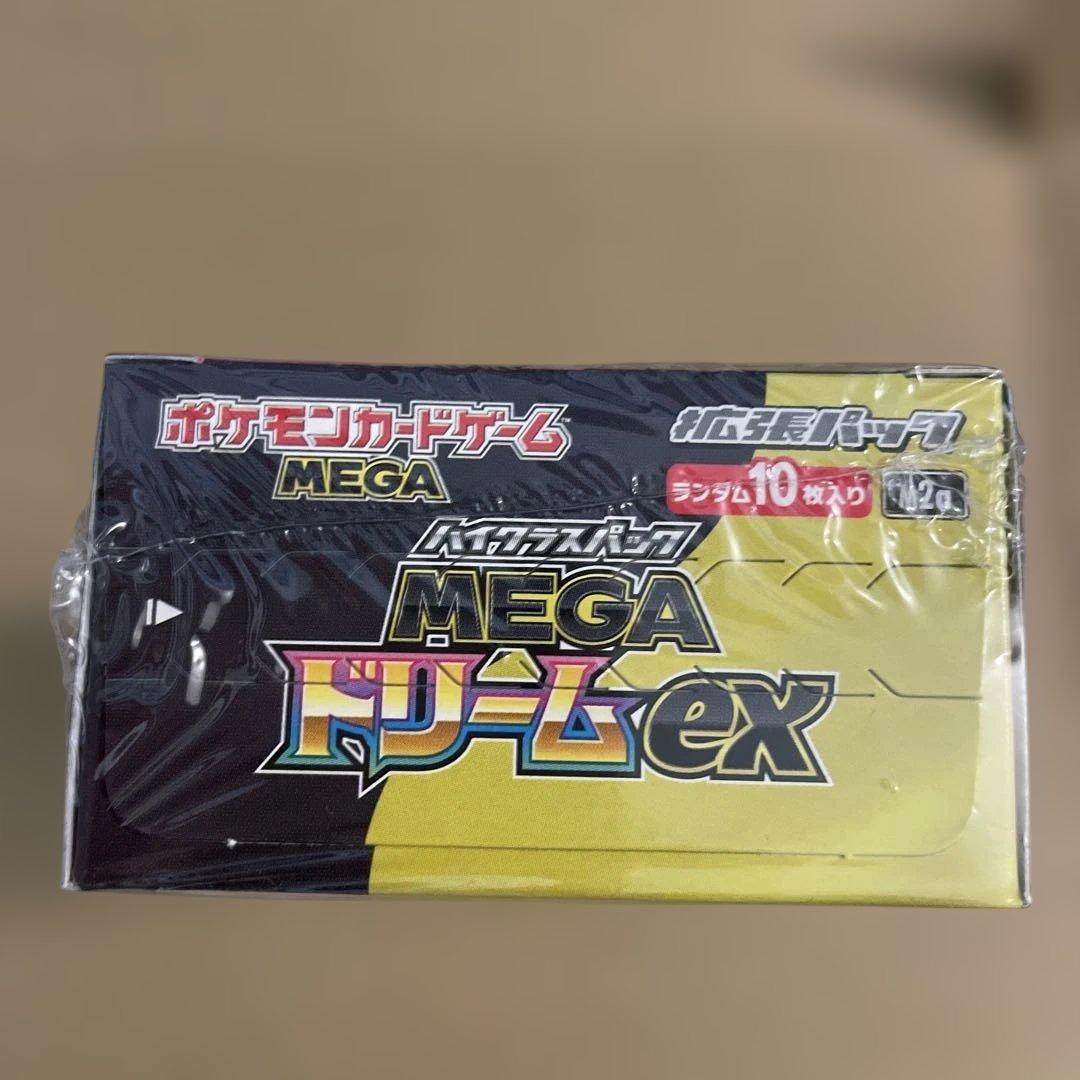 ポケモンカードゲーム™
MEGA
拡張パック
ランダム10枚入り M2a
ハイクラスパック
MEGA
ドリームex